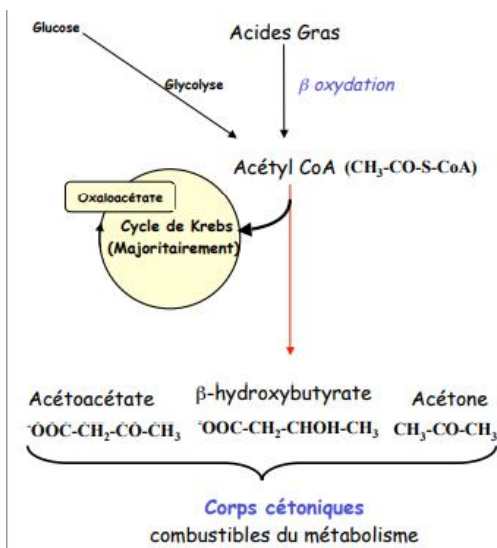 Glucose
Acides Gras
Glycolyse
β oxydation
Acétyl CoA (CH₃-CO-S-CoA)
Oxaloacétate
Cycle de Krebs
(Majoritairement)
Acétoacétate
β-hydroxybutyrate
Acétone
⁻OOC-CH₂-CO-CH₃
⁻OOC-CH₂-CHOH-CH₃
CH₃-CO-CH₃
Corps cétoniques
combustibles du métabolisme